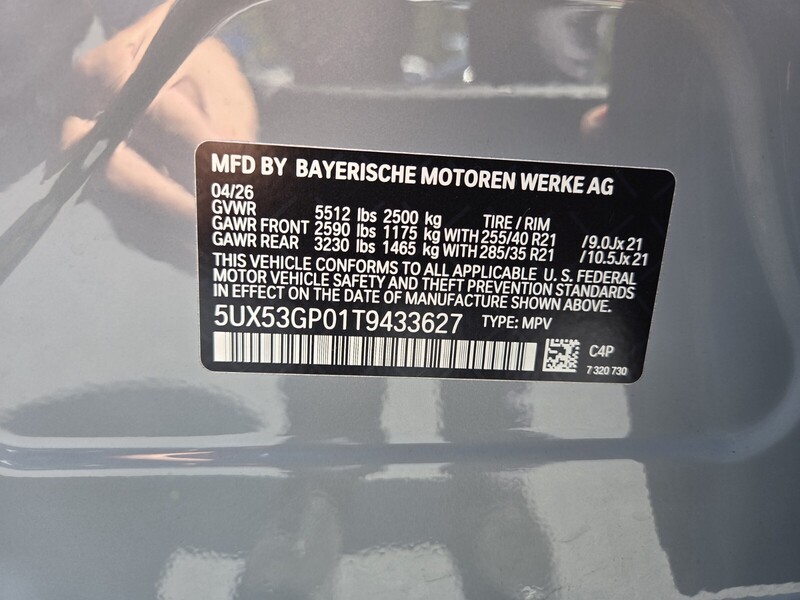 MFD BY BAYERISCHE MOTOREN WERKE AG
04/26
GVWR 5512 lbs 2500 kg TIRE / RIM
GAWR FRONT 2590 lbs 1175 kg WITH 255/40 R21 /9.0Jx 21
GAWR REAR 3230 lbs 1465 kg WITH 285/35 R21 /10.5Jx 21
THIS VEHICLE CONFORMS TO ALL APPLICABLE U. S. FEDERAL
MOTOR VEHICLE SAFETY AND THEFT PREVENTION STANDARDS
IN EFFECT ON THE DATE OF MANUFACTURE SHOWN ABOVE.
5UX53GP01T9433627 TYPE: MPV
C4P
7 320 730